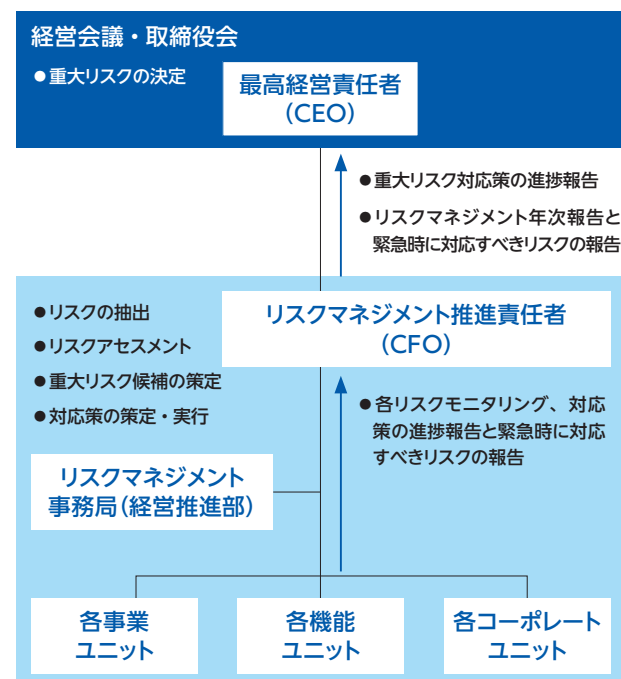 経営会議・取締役会
●重大リスクの決定
最高経営責任者
(CEO)
●重大リスク対応策の進捗報告
●リスクマネジメント年次報告と
緊急時に対応すべきリスクの報告
●リスクの抽出
●リスクアセスメント
●重大リスク候補の策定
●対応策の策定・実行
リスクマネジメント推進責任者
(CFO)
●各リスクモニタリング、対応
策の進捗報告と緊急時に対応
すべきリスクの報告
リスクマネジメント
事務局(経営推進部)
各事業
ユニット
各機能
ユニット
各コーポレート
ユニット